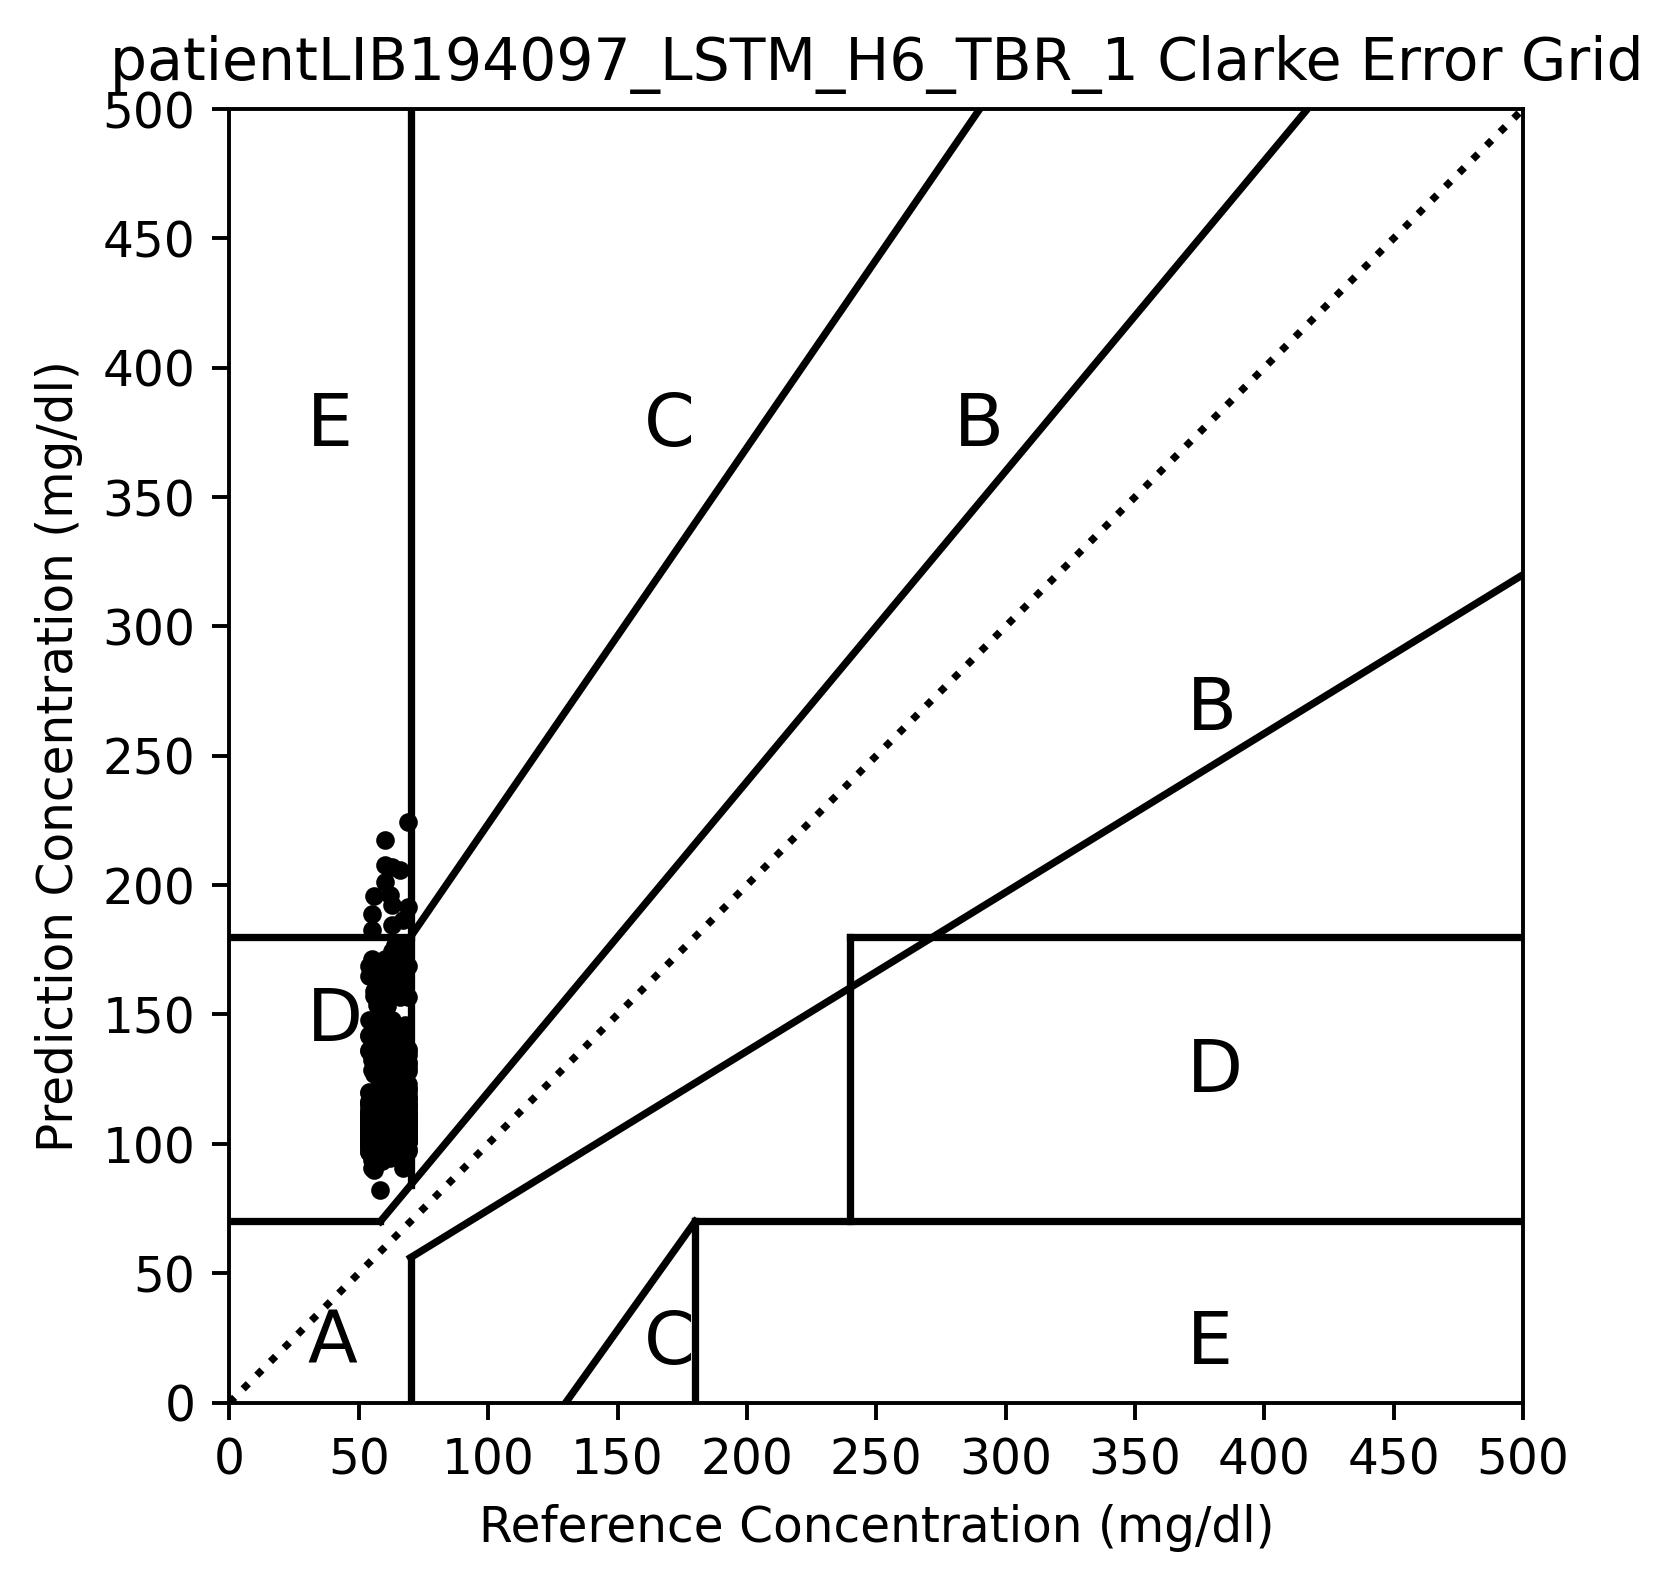 patientLIB194097_LSTM_H6_TBR_1 Clarke Error Grid
500
450
400
350
300
250
200
150
100
50
0
Prediction Concentration (mg/dl)
E
C
B
B
D
D
A
C
E
0 50 100 150 200 250 300 350 400 450 500
Reference Concentration (mg/dl)